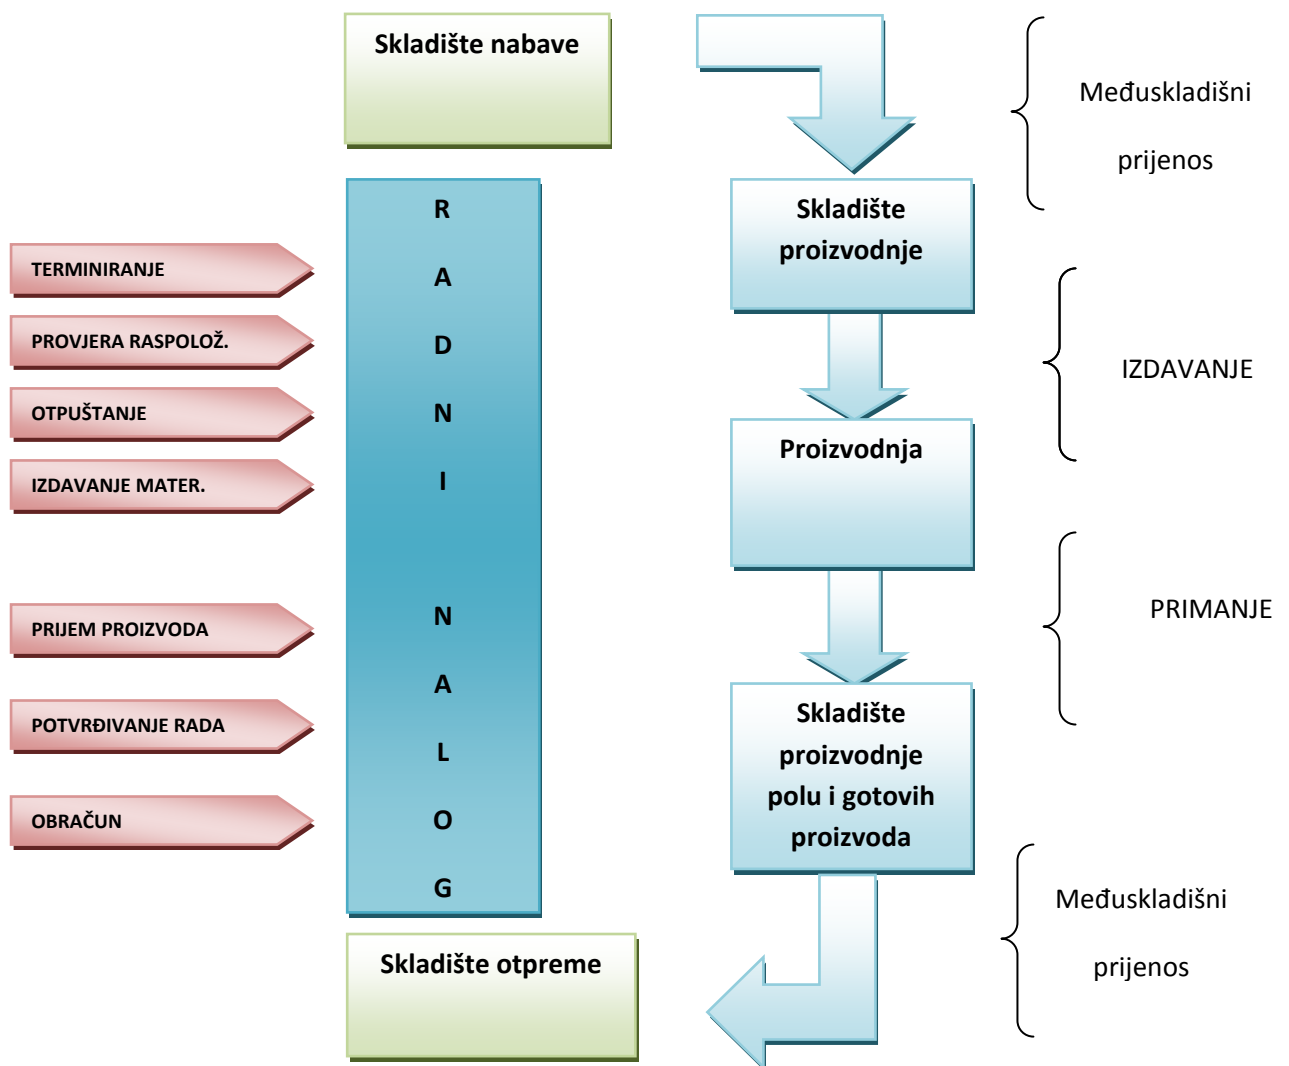 Skladište nabave
Međuskladišni
prijenos
Skladište
proizvodnje
R
A
D
N
I
N
A
L
O
G
TERMINIRANJE
PROVJERA RASPOLOŽ.
OTPUŠTANJE
IZDAVANJE MATER.
PRIJEM PROIZVODA
POTVRĐIVANJE RADA
OBRAČUN
IZDAVANJE
Proizvodnja
PRIMANJE
Skladište
proizvodnje
polu i gotovih
proizvoda
Međuskladišni
prijenos
Skladište otpreme